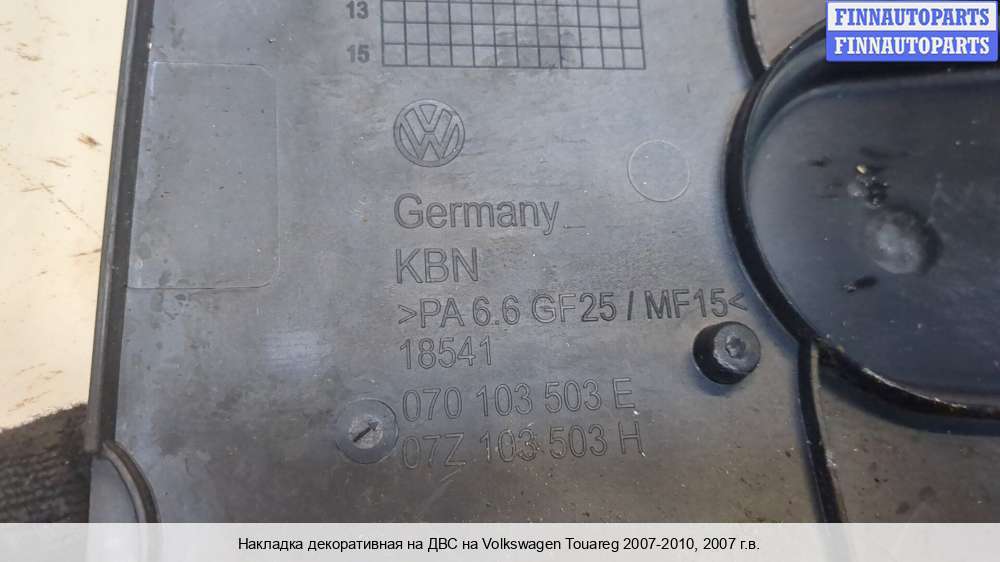 13
15
FINNAUTOPARTS
FINNAUTOPARTS
Germany
KBN
>PA 6.6 GF25 / MF15<
18541
070 103 503 E
07Z 103 503 H
Накладка декоративная на ДВС на Volkswagen Touareg 2007-2010, 2007 г.в.